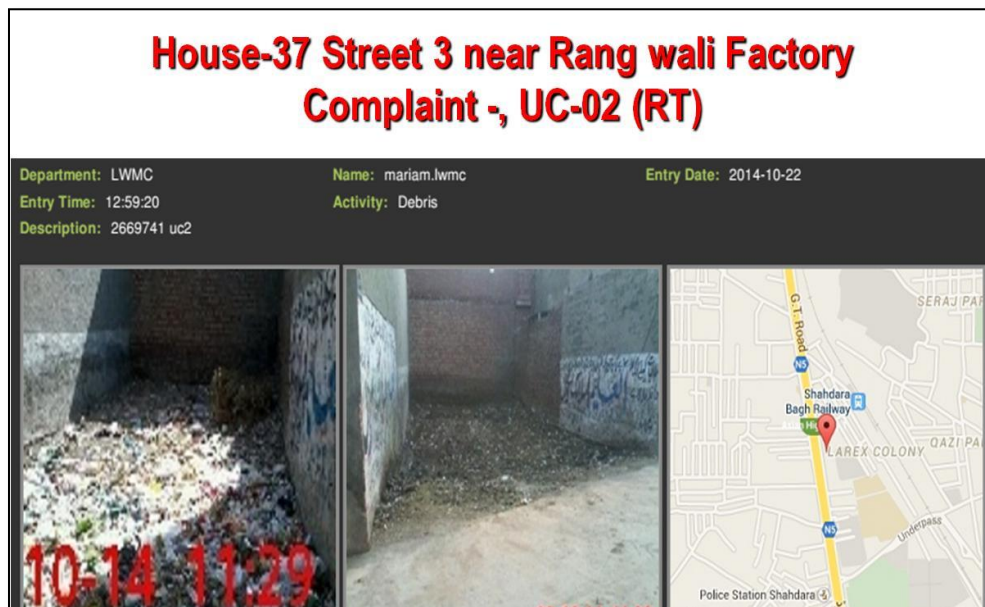 House-37 Street 3 near Rang wali Factory
Complaint -, UC-02 (RT)
Department: LWMC
Name: mariam.lwmc
Entry Date: 2014-10-22
Entry Time: 12:59:20
Activity: Debris
Description: 2669741 uc2
10-14 11:29
G.T. Road
SERAJ PAR
N5
Shahdara
Bagh Railway
LAREX COLONY
QAZI PA
N5
Underpass
Police Station Shahdara